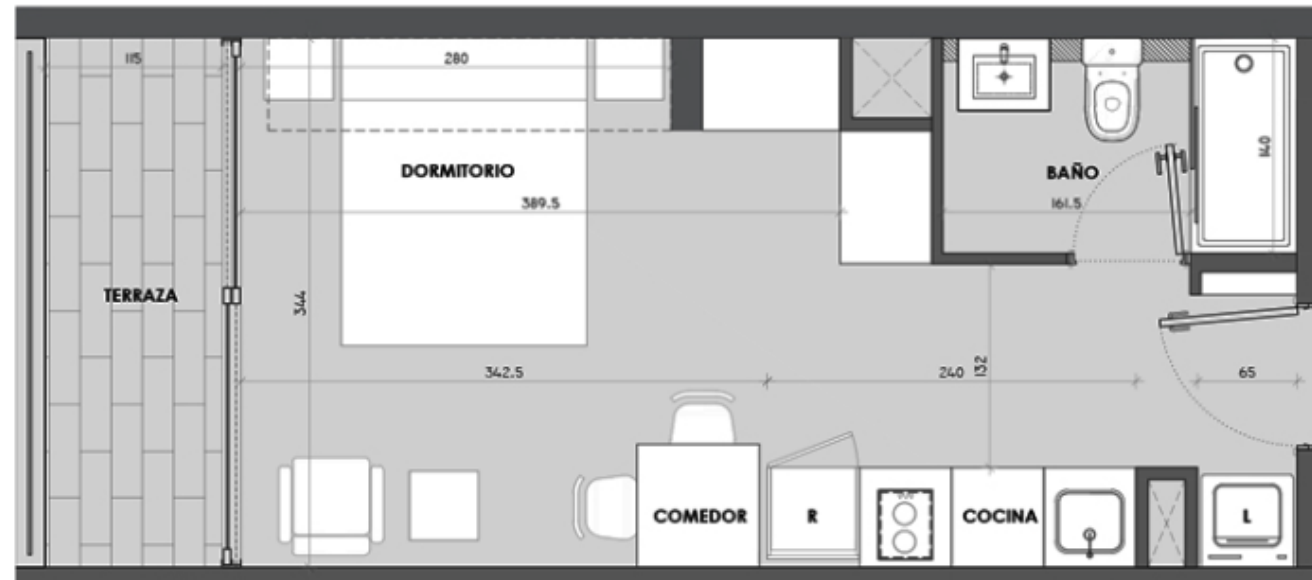 115
280
DORMITORIO
BAÑO
140
389.5
161.5
TERRAZA
344
342.5
240
132
65
COMEDOR
R
COCINA
L